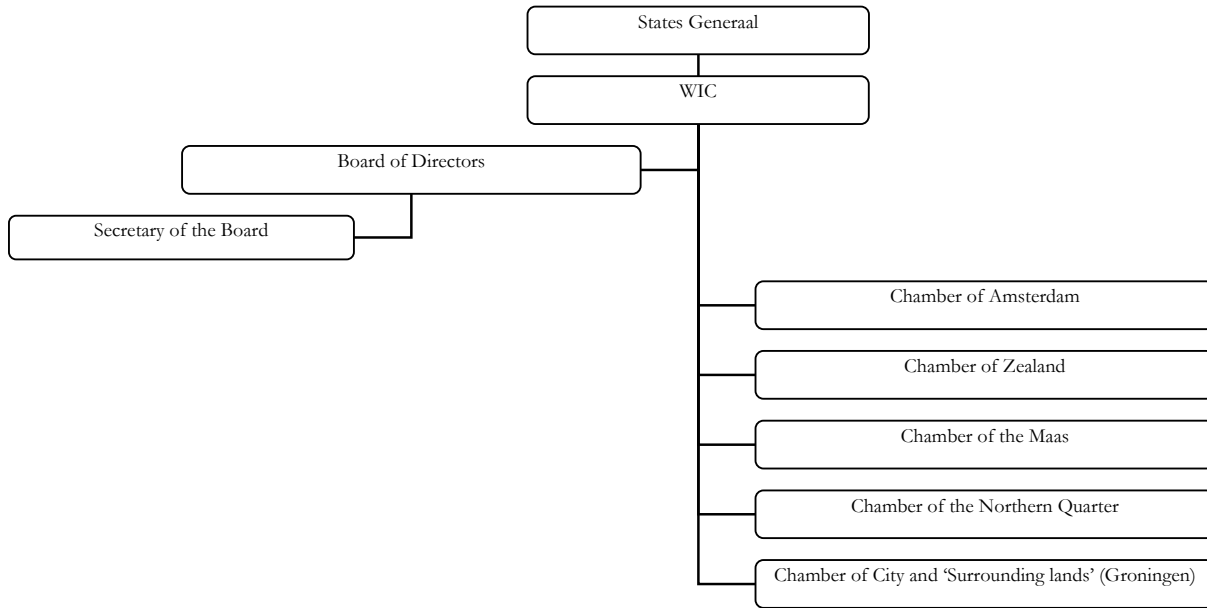 States Generaal
WIC
Board of Directors
Secretary of the Board
Chamber of Amsterdam
Chamber of Zealand
Chamber of the Maas
Chamber of the Northern Quarter
Chamber of City and ‘Surrounding lands’ (Groningen)